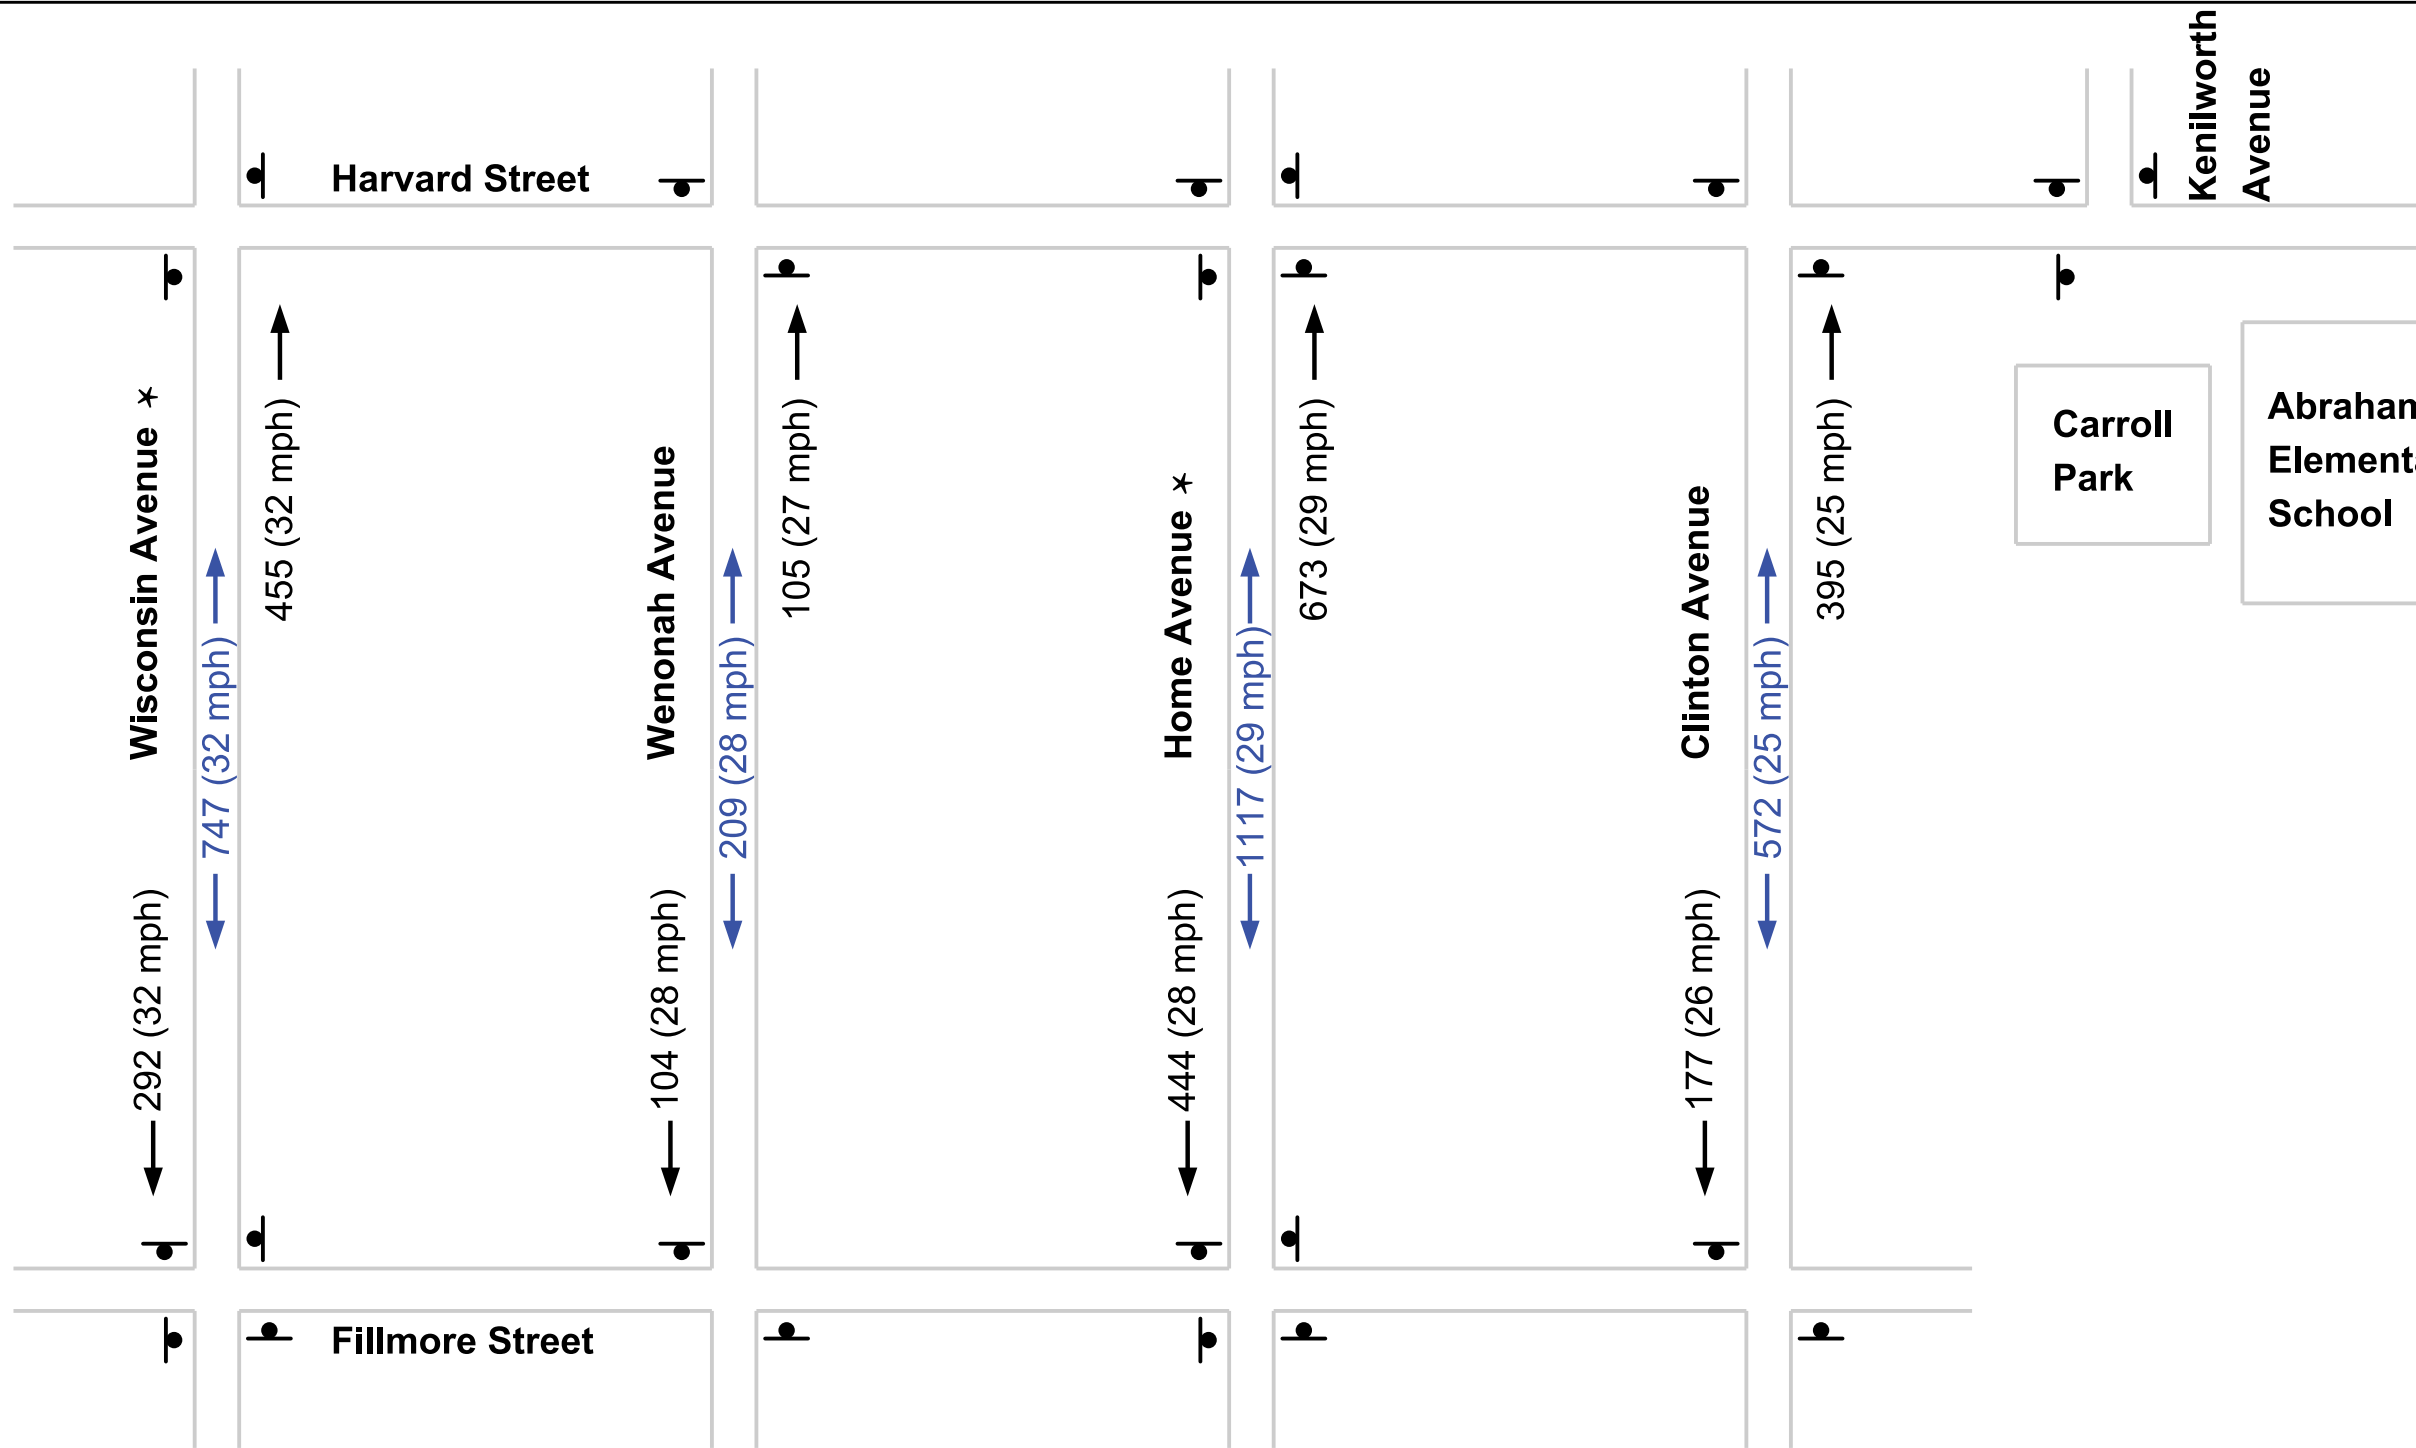 Kenilworth
Avenue
Harvard Street
Wisconsin Avenue *
747 (32 mph)
455 (32 mph)
292 (32 mph)
Wenonah Avenue
209 (28 mph)
105 (27 mph)
104 (28 mph)
Home Avenue *
1117 (29 mph)
673 (29 mph)
444 (28 mph)
Clinton Avenue
572 (25 mph)
395 (25 mph)
177 (26 mph)
Carroll
Park
School
Fillmore Street